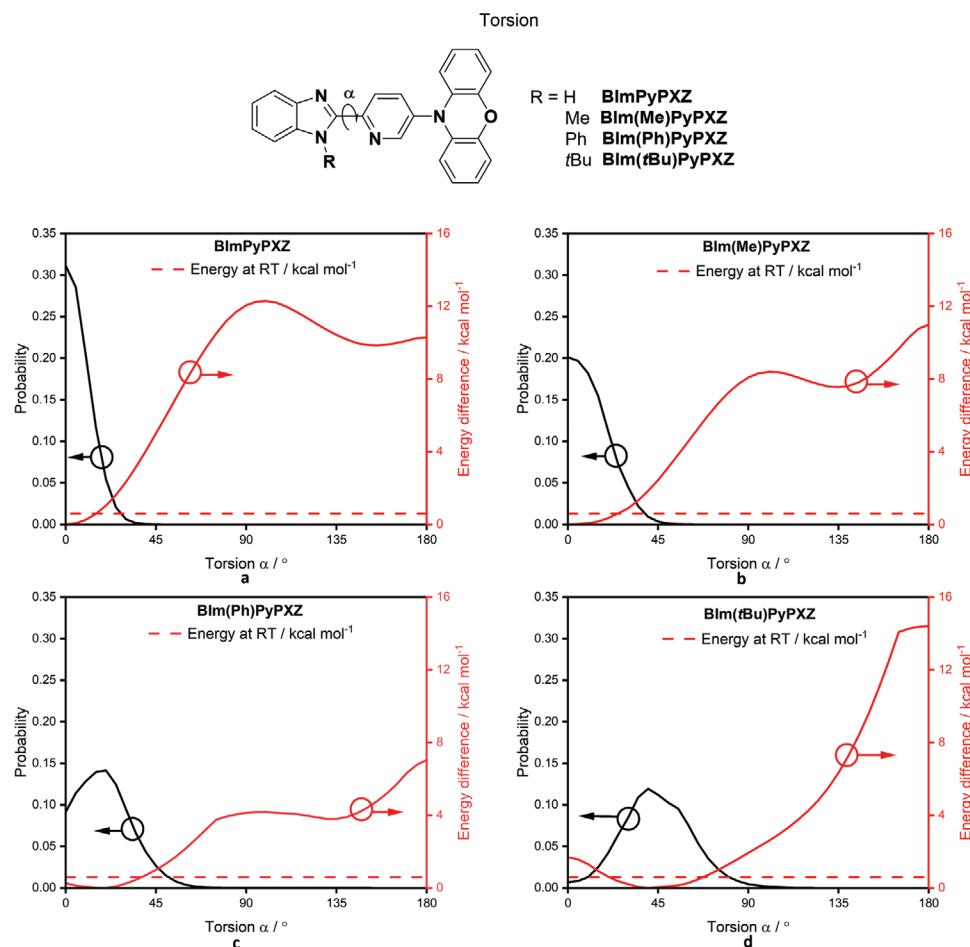 Torsion
N
α
N
R
N
N
O
R = H BImPyPXZ
Me BIm(Me)PyPXZ
Ph BIm(Ph)PyPXZ
tBu BIm(tBu)PyPXZ
BImPyPXZ
Energy at RT / kcal mol⁻¹
Probability
0.35
0.30
0.25
0.20
0.15
0.10
0.05
0.00
0 45 90 135 180
Torsion α / °
16
12
8
4
0
Energy difference / kcal mol⁻¹
a
BIm(Me)PyPXZ
Energy at RT / kcal mol⁻¹
Probability
0.35
0.30
0.25
0.20
0.15
0.10
0.05
0.00
0 45 90 135 180
Torsion α / °
16
12
8
4
0
Energy difference / kcal mol⁻¹
b
BIm(Ph)PyPXZ
Energy at RT / kcal mol⁻¹
Probability
0.35
0.30
0.25
0.20
0.15
0.10
0.05
0.00
0 45 90 135 180
Torsion α / °
16
12
8
4
0
Energy difference / kcal mol⁻¹
c
BIm(tBu)PyPXZ
Energy at RT / kcal mol⁻¹
Probability
0.35
0.30
0.25
0.20
0.15
0.10
0.05
0.00
0 45 90 135 180
Torsion α / °
16
12
8
4
0
Energy difference / kcal mol⁻¹
d